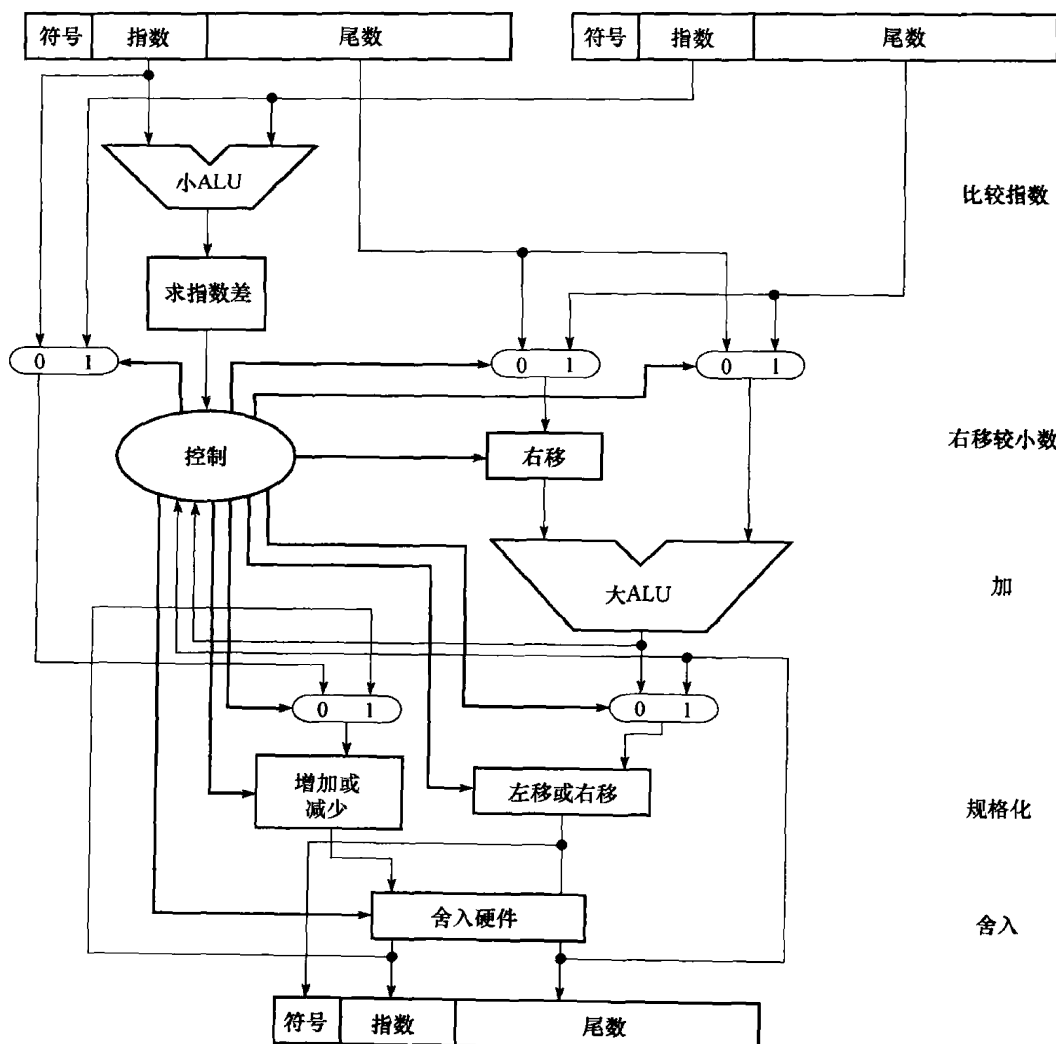 符号 指数 尾数 符号 指数 尾数
小ALU
比较指数
求指数差
0 1
0 1
0 1
控制
右移
右移较小数
大ALU
加
0 1
0 1
增加或
减少
左移或右移
规格化
舍入硬件
舍入
符号 指数 尾数